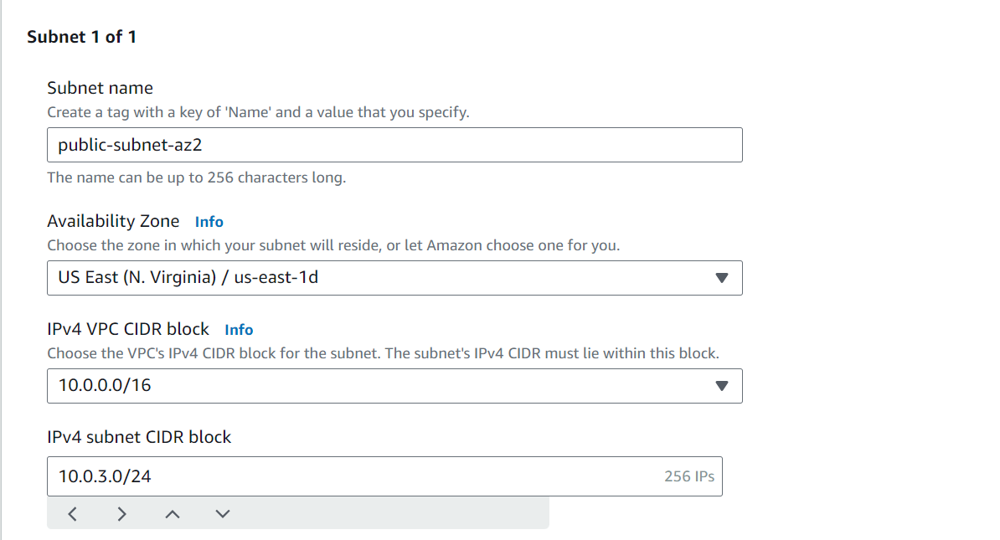 Subnet 1 of 1
Subnet name
Create a tag with a key of 'Name' and a value that you specify.
public-subnet-az2
The name can be up to 256 characters long.
Availability Zone Info
Choose the zone in which your subnet will reside, or let Amazon choose one for you.
US East (N. Virginia) / us-east-1d
IPv4 VPC CIDR block Info
Choose the VPC's IPv4 CIDR block for the subnet. The subnet's IPv4 CIDR must lie within this block.
10.0.0.0/16
IPv4 subnet CIDR block
10.0.3.0/24 256 IPs